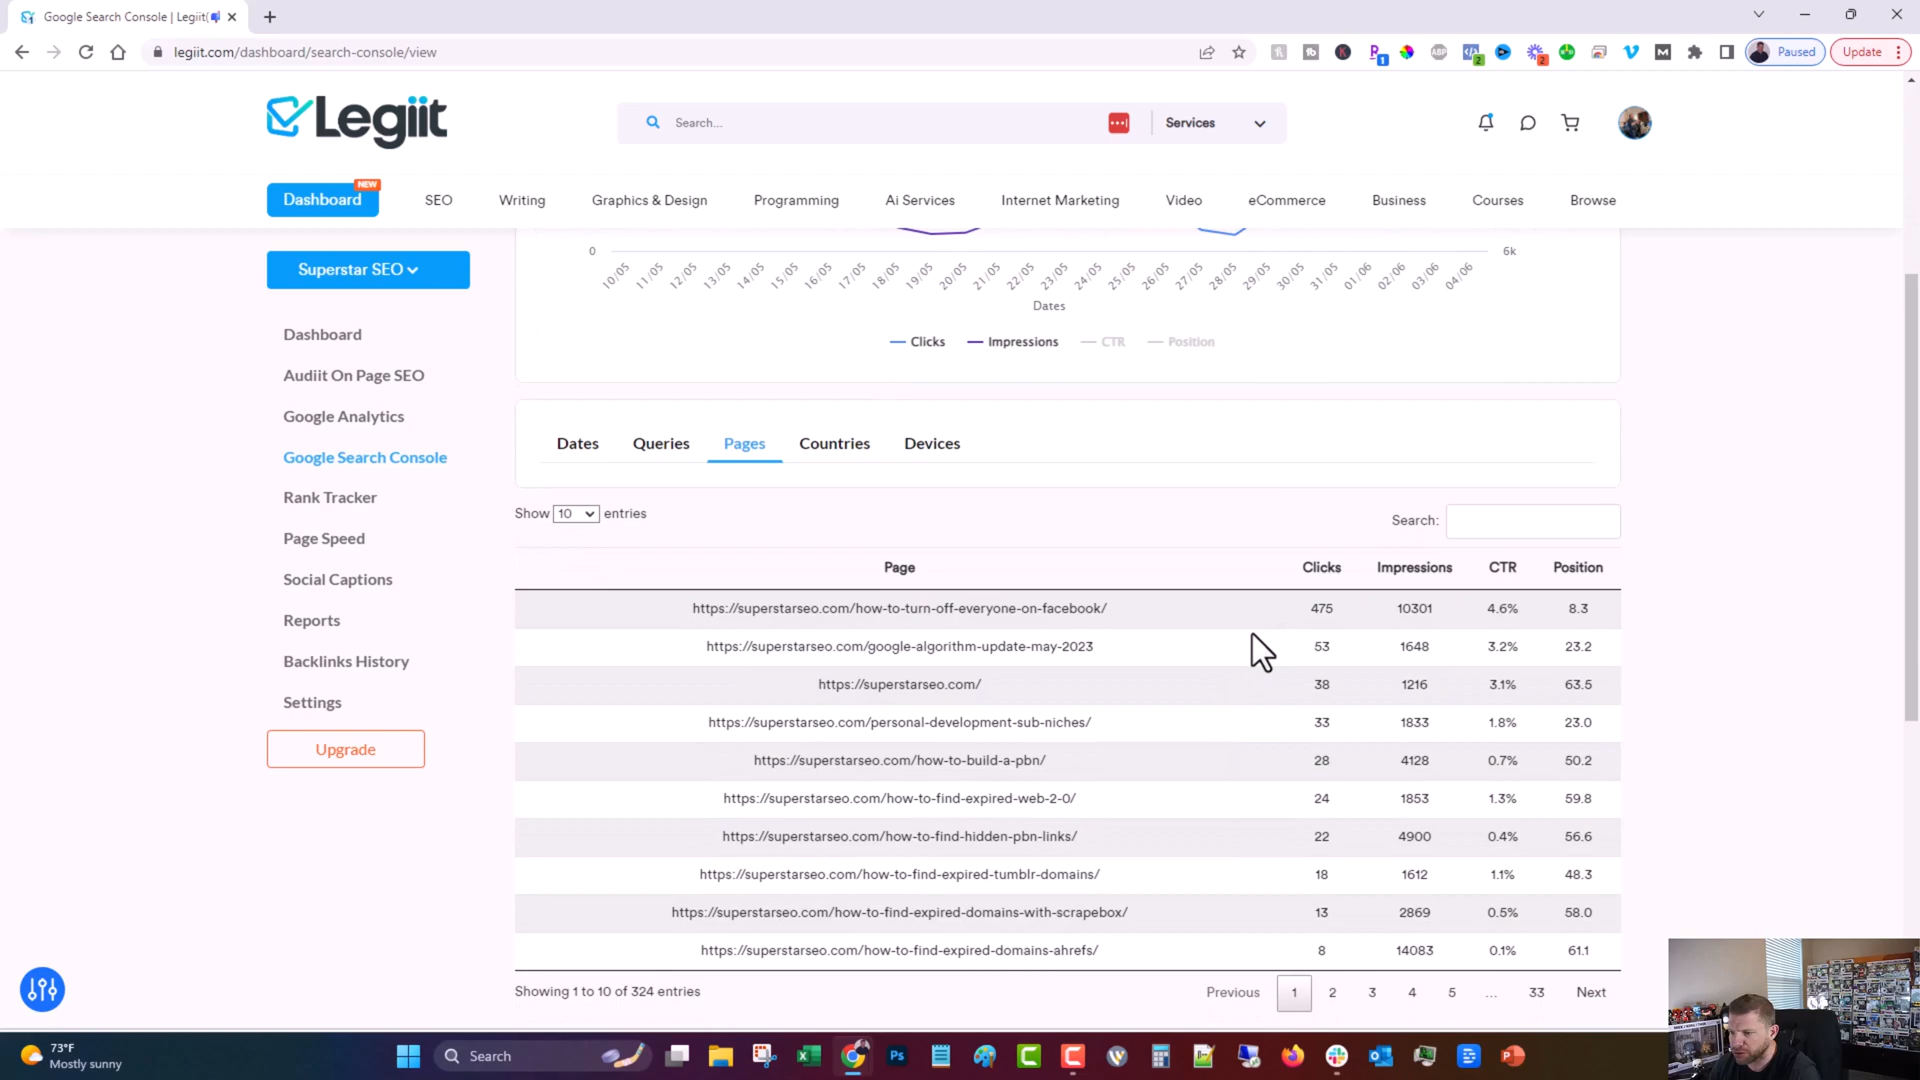 Google Search Console | Legiit(
legiit.com/dashboard/search-console/view
Paused
Update
Legiit
Search...
Services
Dashboard
NEW
SEO
Writing
Graphics & Design
Programming
Ai Services
Internet Marketing
Video
eCommerce
Business
Courses
Browse
Superstar SEO
Dashboard
Audiit On Page SEO
Google Analytics
Google Search Console
Rank Tracker
Page Speed
Social Captions
Reports
Backlinks History
Settings
Upgrade
0
6k
10/05 11/05 12/05 13/05 14/05 15/05 16/05 17/05 18/05 19/05 20/05 21/05 22/05 23/05 24/05 25/05 26/05 27/05 28/05 29/05 30/05 31/05 01/06 02/06 03/06 04/06
Dates
Clicks Impressions CTR Position
Dates Queries Pages Countries Devices
Show 10 entries
Search:
Page Clicks Impressions CTR Position
https://superstarseo.com/how-to-turn-off-everyone-on-facebook/ 475 10301 4.6% 8.3
https://superstarseo.com/google-algorithm-update-may-2023 53 1648 3.2% 23.2
https://superstarseo.com/ 38 1216 3.1% 63.5
https://superstarseo.com/personal-development-sub-niches/ 33 1833 1.8% 23.0
https://superstarseo.com/how-to-build-a-pbn/ 28 4128 0.7% 50.2
https://superstarseo.com/how-to-find-expired-web-2-0/ 24 1853 1.3% 59.8
https://superstarseo.com/how-to-find-hidden-pbn-links/ 22 4900 0.4% 56.6
https://superstarseo.com/how-to-find-expired-tumblr-domains/ 18 1612 1.1% 48.3
https://superstarseo.com/how-to-find-expired-domains-with-scrapebox/ 13 2869 0.5% 58.0
https://superstarseo.com/how-to-find-expired-domains-ahrefs/ 8 14083 0.1% 61.1
Showing 1 to 10 of 324 entries
Previous 1 2 3 4 5 ... 33 Next
73°F
Mostly sunny
Search